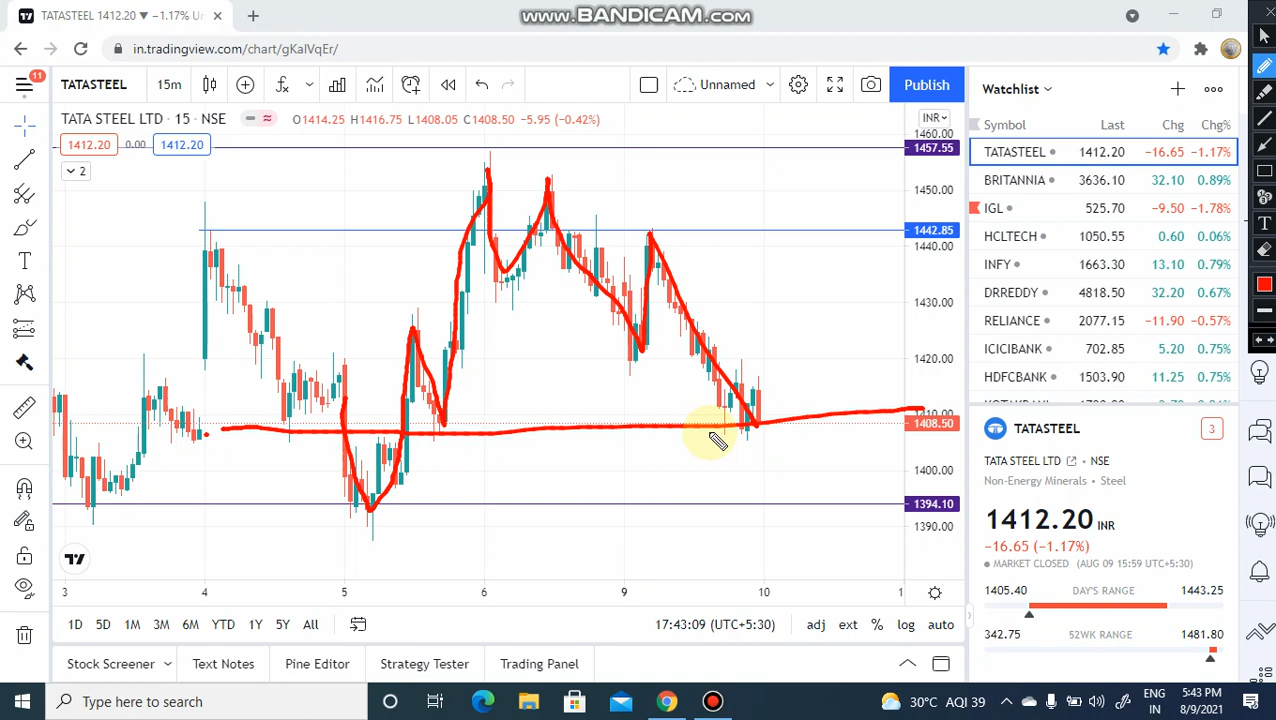 TATASTEEL 1412.20 ▼ −1.17% Un
www.BANDICAM.com
in.tradingview.com/chart/gKalVqEr/
11
TATASTEEL 15m Unnamed Publish
Watchlist
TATA STEEL LTD · 15 · NSE O1414.25 H1416.75 L1408.05 C1408.50 −5.95 (−0.42%)
INR
1412.20 0.00 1412.20
2
Symbol Last Chg Chg%
TATASTEEL 1412.20 −16.65 −1.17%
BRITANNIA 3636.10 32.10 0.89%
IGL 525.70 −9.50 −1.78%
HCLTECH 1050.55 0.60 0.06%
INFY 1663.30 13.10 0.79%
DRREDDY 4818.50 32.20 0.67%
RELIANCE 2077.15 −11.90 −0.57%
ICICIBANK 702.85 5.20 0.75%
HDFCBANK 1503.90 11.25 0.75%
1460.00
1457.55
1450.00
1442.85
1440.00
1430.00
1420.00
1410.00
1408.50
1400.00
1394.10
1390.00
3 4 5 6 9 10 1
TATASTEEL 3
TATA STEEL LTD NSE
Non-Energy Minerals • Steel
1412.20 INR
−16.65 (−1.17%)
MARKET CLOSED (AUG 09 15:59 UTC+5:30)
1405.40 DAY'S RANGE 1443.25
342.75 52WK RANGE 1481.80
1D 5D 1M 3M 6M YTD 1Y 5Y All 17:43:09 (UTC+5:30) adj ext % log auto
Stock Screener Text Notes Pine Editor Strategy Tester Trading Panel
Type here to search
30°C AQI 39
ENG
IN
5:43 PM
8/9/2021